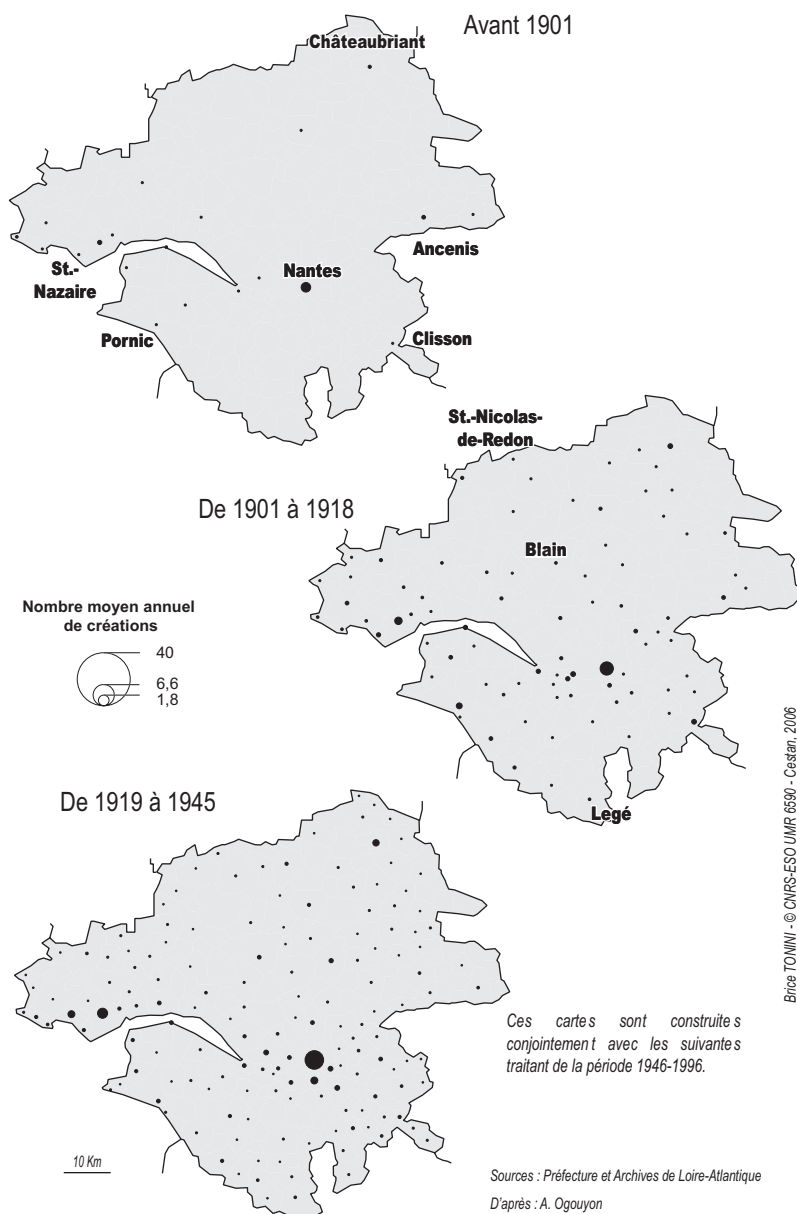 Avant 1901
Châteaubriant
Ancenis
St.-
Nazaire
Nantes
Pornic
Clisson
St.-Nicolas-
de-Redon
De 1901 à 1918
Blain
Nombre moyen annuel
de créations
40
6,6
1,8
Legé
De 1919 à 1945
Ces cartes sont construites
conjointement avec les suivantes
traitant de la période 1946-1996.
10 Km
Sources : Préfecture et Archives de Loire-Atlantique
D'après : A. Ogouyon
Brice TONINI - © CNRS-ESO UMR 6590 - Cestan, 2006